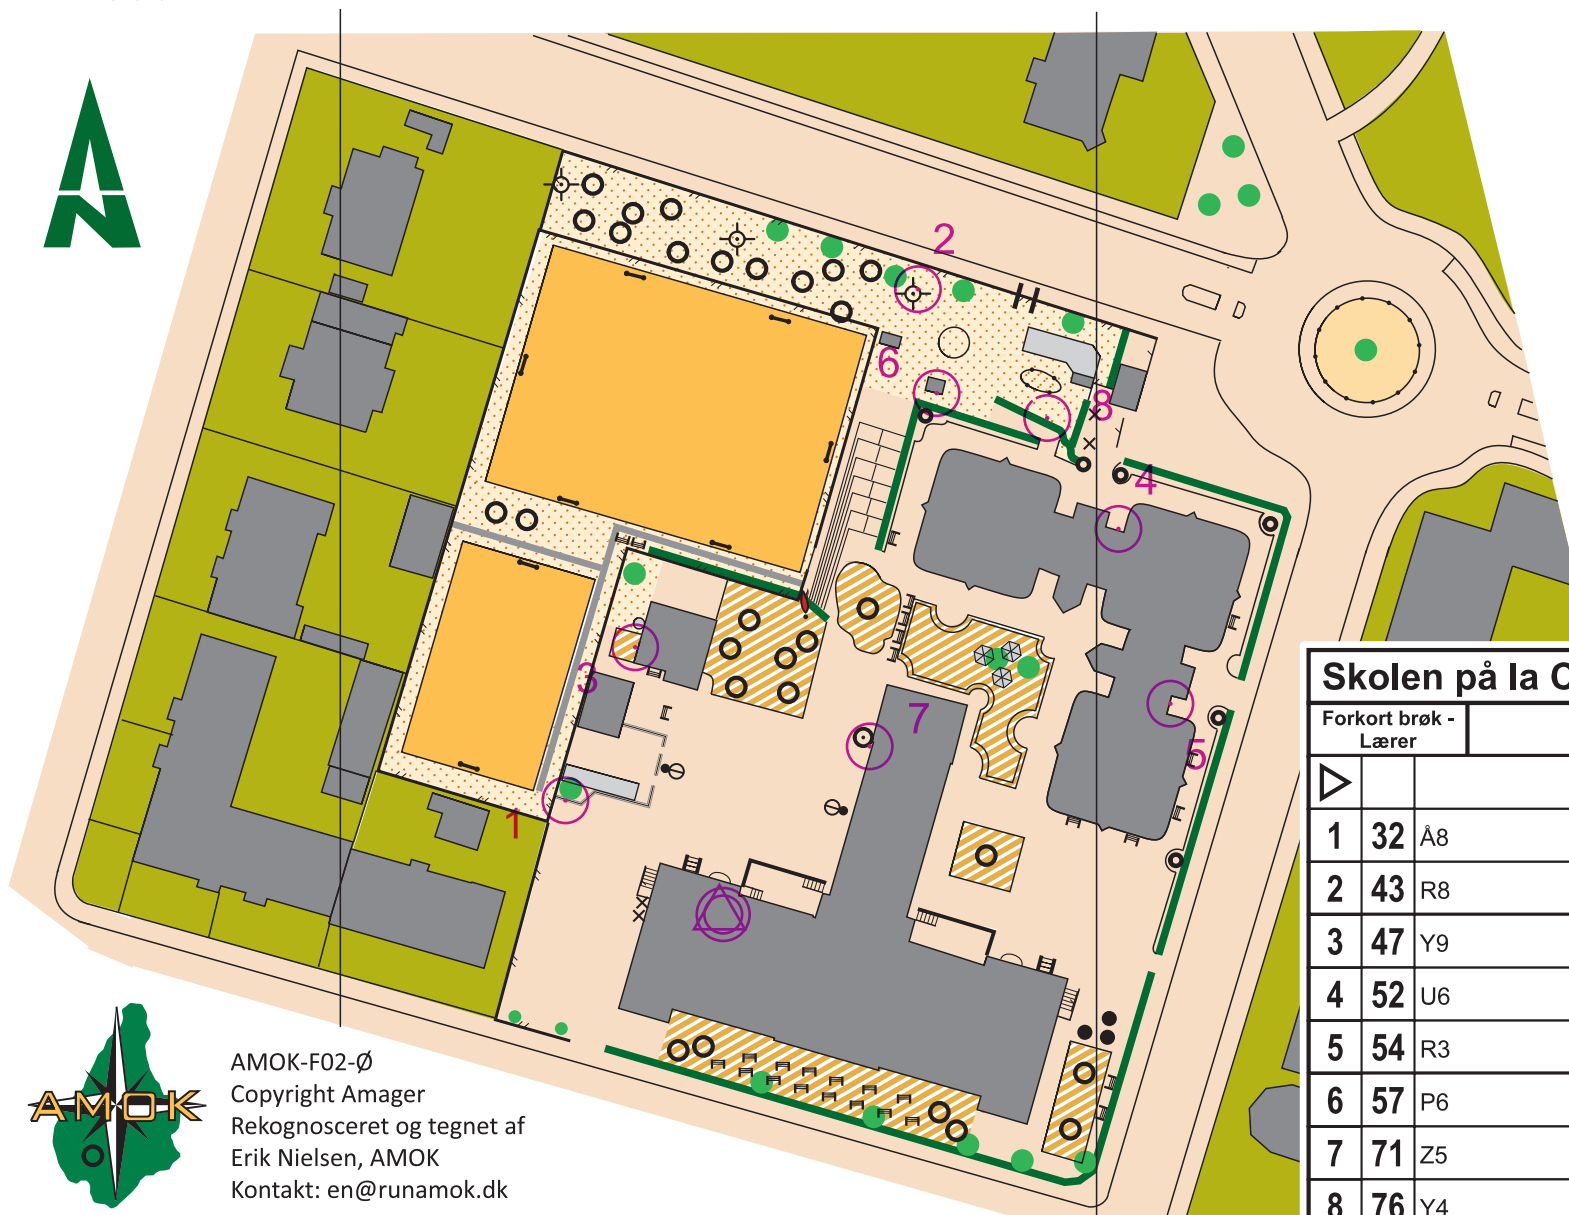 2
6
8
4
3
7
5
1
Skolen på la C
Forkort brøk -
Lærer
1 32 Å8
2 43 R8
3 47 Y9
4 52 U6
5 54 R3
6 57 P6
7 71 Z5
8 76 Y4
AMOK
AMOK-F02-Ø
Copyright Amager
Rekognosceret og tegnet af
Erik Nielsen, AMOK
Kontakt: en@runamok.dk